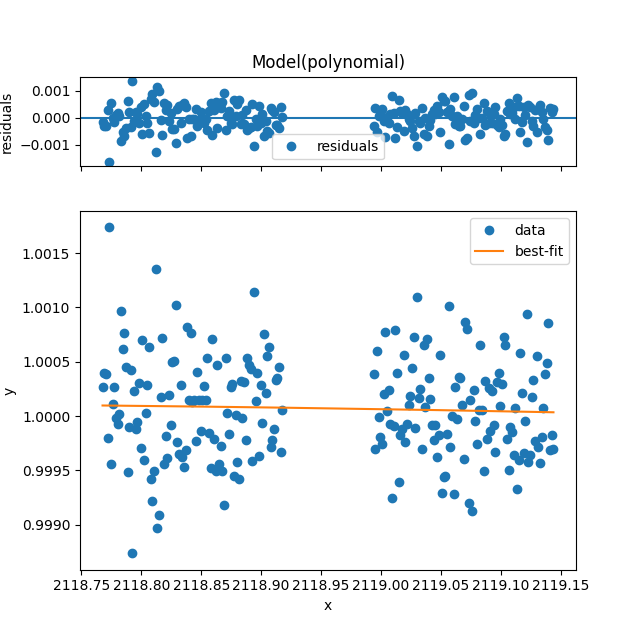 Model(polynomial)
residuals
0.001
0.000
−0.001
residuals
y
1.0015
1.0010
1.0005
1.0000
0.9995
0.9990
data
best-fit
2118.75 2118.80 2118.85 2118.90 2118.95 2119.00 2119.05 2119.10 2119.15
x